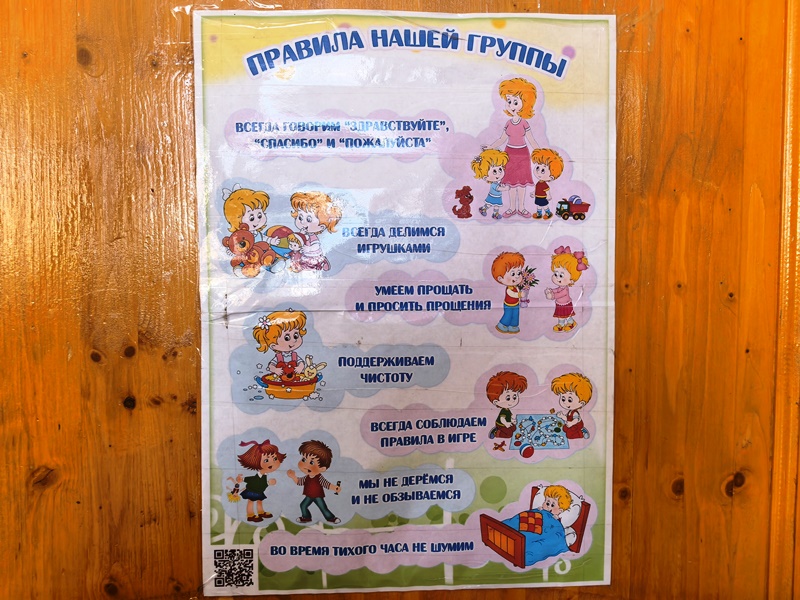 ПРАВИЛА НАШЕЙ ГРУППЫ
ВСЕГДА ГОВОРИМ "ЗДРАВСТВУЙТЕ",
"СПАСИБО" И "ПОЖАЛУЙСТА"
ВСЕГДА ДЕЛИМСЯ
ИГРУШКАМИ
УМЕЕМ ПРОЩАТЬ
И ПРОСИТЬ ПРОЩЕНИЯ
ПОДДЕРЖИВАЕМ
ЧИСТОТУ
ВСЕГДА СОБЛЮДАЕМ
ПРАВИЛА В ИГРЕ
МЫ НЕ ДЕРЁМСЯ
И НЕ ОБЗЫВАЕМСЯ
ВО ВРЕМЯ ТИХОГО ЧАСА НЕ ШУМИМ